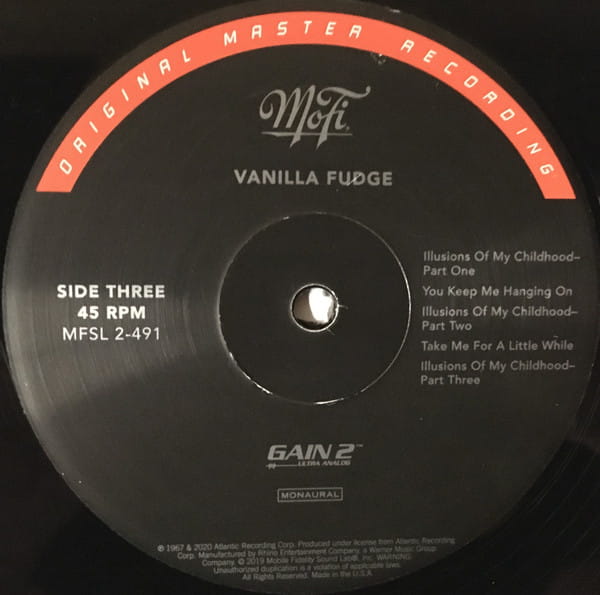 ORIGINAL MASTER RECORDING
MoFi
VANILLA FUDGE
SIDE THREE
45 RPM
MFSL 2-491
Illusions Of My Childhood–
Part One
You Keep Me Hanging On
Illusions Of My Childhood–
Part Two
Take Me For A Little While
Illusions Of My Childhood–
Part Three
GAIN 2™
ULTRA ANALOG
MONAURAL
℗ 1967 & 2020 Atlantic Recording Corp. Produced under license from Atlantic Recording
Corp. Manufactured by Rhino Entertainment Company, a Warner Music Group
Company. © 2019 Mobile Fidelity Sound Lab®, Inc. WARNING:
Unauthorized duplication is a violation of applicable laws.
All Rights Reserved. Made in the U.S.A